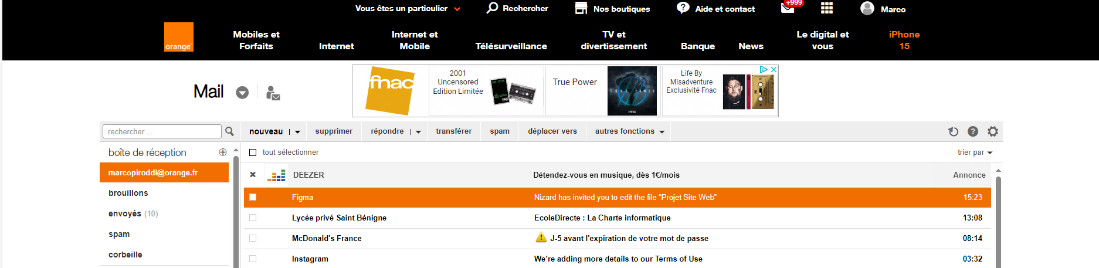 Vous êtes un particulier
Rechercher
Nos boutiques
Aide et contact
+999
Marco
orange
Mobiles et
Forfaits
Internet
Internet et
Mobile
Télésurveillance
TV et
divertissement
Banque
News
Le digital et
vous
iPhone
15
Mail
fnac
2001
Uncensored
Edition Limitée
True Power
Life By
Misadventure
Exclusivité Fnac
rechercher ...
nouveau
supprimer
répondre
transférer
spam
déplacer vers
autres fonctions
boîte de réception
tout sélectionner
trier par
marcopiroddi@orange.fr
DEEZER
Détendez-vous en musique, dès 1€/mois
Annonce
brouillons
Figma
Nizard has invited you to edit the file "Projet Site Web"
15:23
envoyés (10)
Lycée privé Saint Bénigne
EcoleDirecte : La Charte informatique
13:08
spam
McDonald's France
J-5 avant l'expiration de votre mot de passe
08:14
corbeille
Instagram
We're adding more details to our Terms of Use
03:32